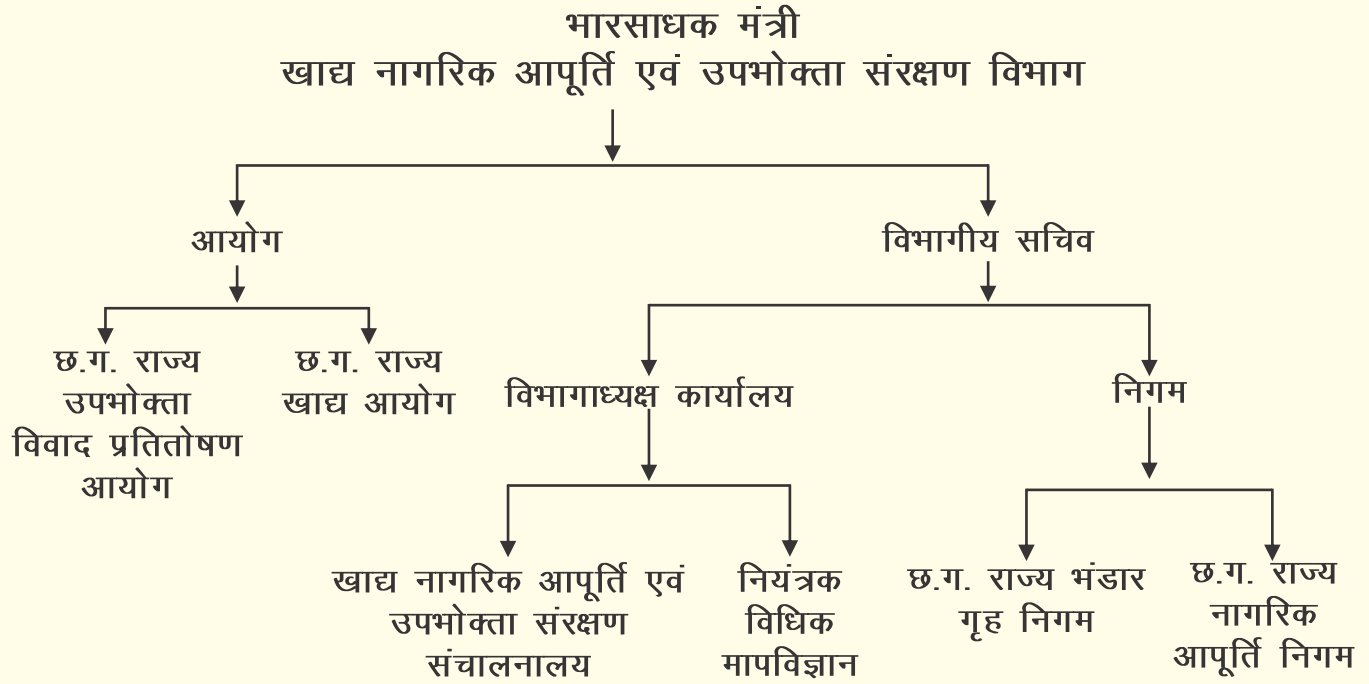 भारसाधक मंत्री
खाद्य नागरिक आपूर्ति एवं उपभोक्ता संरक्षण विभाग
आयोग
विभागीय सचिव
छ.ग. राज्य
उपभोक्ता
विवाद प्रतितोषण
आयोग
छ.ग. राज्य
खाद्य आयोग
विभागाध्यक्ष कार्यालय
निगम
खाद्य नागरिक आपूर्ति एवं
उपभोक्ता संरक्षण
संचालनालय
नियंत्रक
विधिक
मापविज्ञान
छ.ग. राज्य भंडार
गृह निगम
छ.ग. राज्य
नागरिक
आपूर्ति निगम